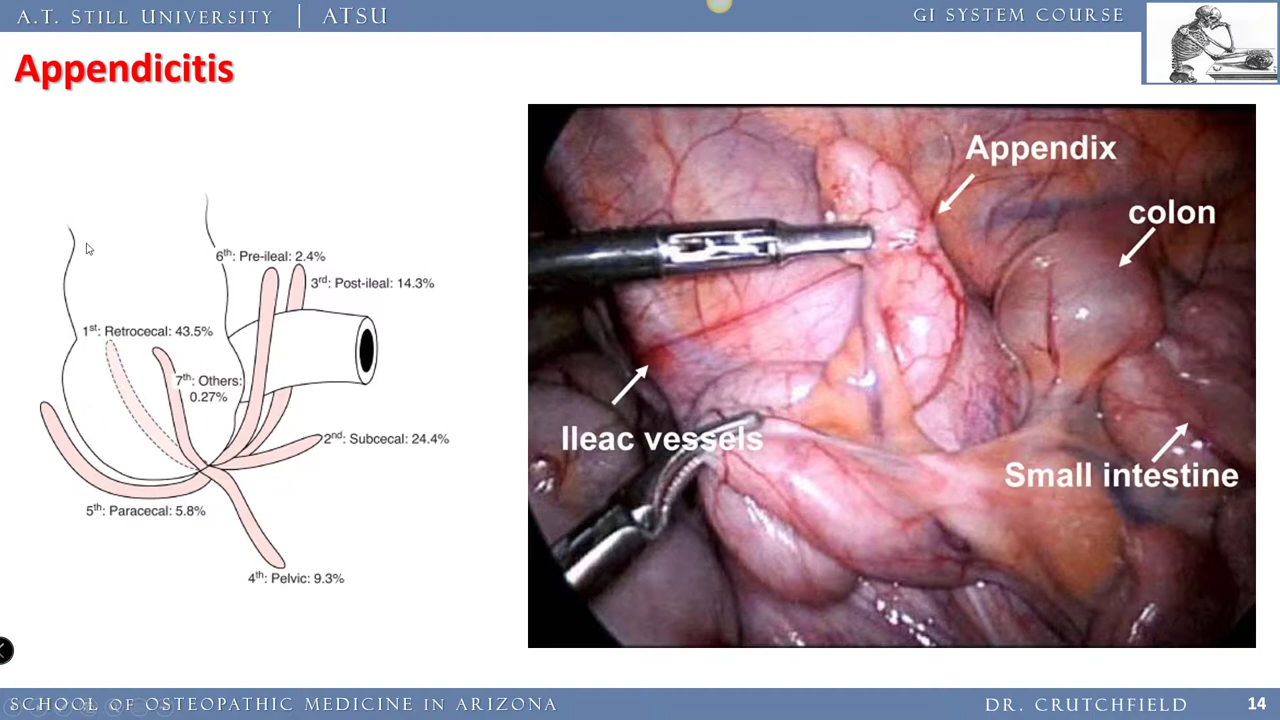 A.T. STILL UNIVERSITY | ATSU
GI SYSTEM COURSE
Appendicitis
6th: Pre-ileal: 2.4%
3rd: Post-ileal: 14.3%
1st: Retrocecal: 43.5%
7th: Others:
0.27%
2nd: Subcecal: 24.4%
5th: Paracecal: 5.8%
4th: Pelvic: 9.3%
Appendix
colon
Ileac vessels
Small intestine
SCHOOL OF OSTEOPATHIC MEDICINE IN ARIZONA
DR. CRUTCHFIELD
14